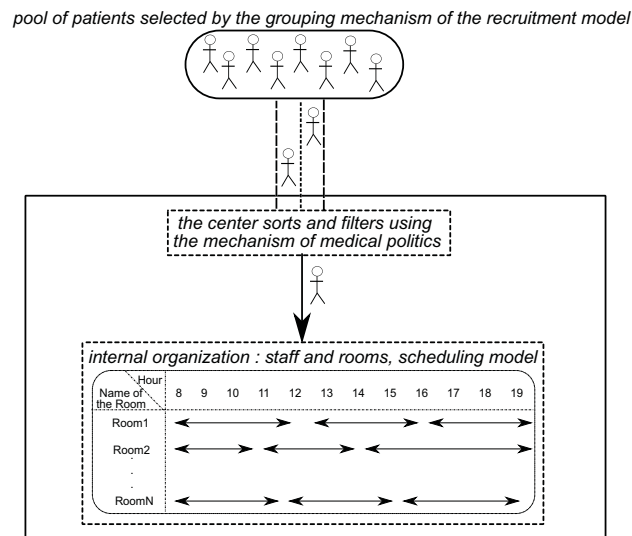 pool of patients selected by the grouping mechanism of the recruitment model
the center sorts and filters using
the mechanism of medical politics
internal organization : staff and rooms, scheduling model
Hour
Name of
the Room
8 9 10 11 12 13 14 15 16 17 18 19
Room1
Room2
.
.
.
RoomN